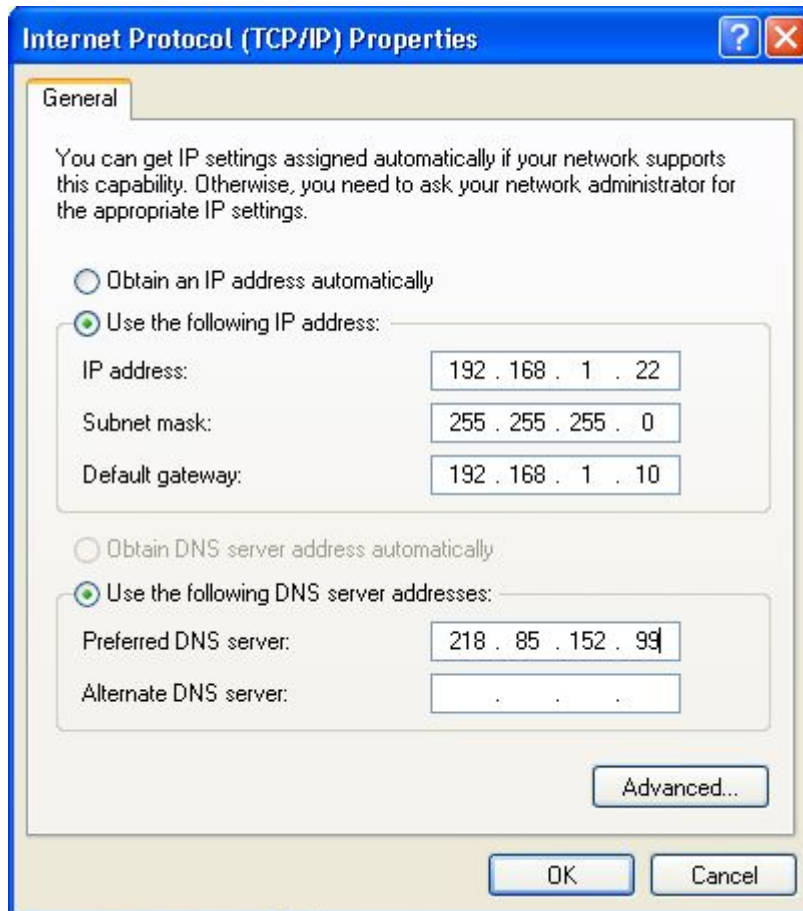 Internet Protocol (TCP/IP) Properties
General
You can get IP settings assigned automatically if your network supports
this capability. Otherwise, you need to ask your network administrator for
the appropriate IP settings.
Obtain an IP address automatically
Use the following IP address:
IP address: 192 . 168 . 1 . 22
Subnet mask: 255 . 255 . 255 . 0
Default gateway: 192 . 168 . 1 . 10
Obtain DNS server address automatically
Use the following DNS server addresses:
Preferred DNS server: 218 . 85 . 152 . 99
Alternate DNS server: . . .
Advanced...
OK Cancel